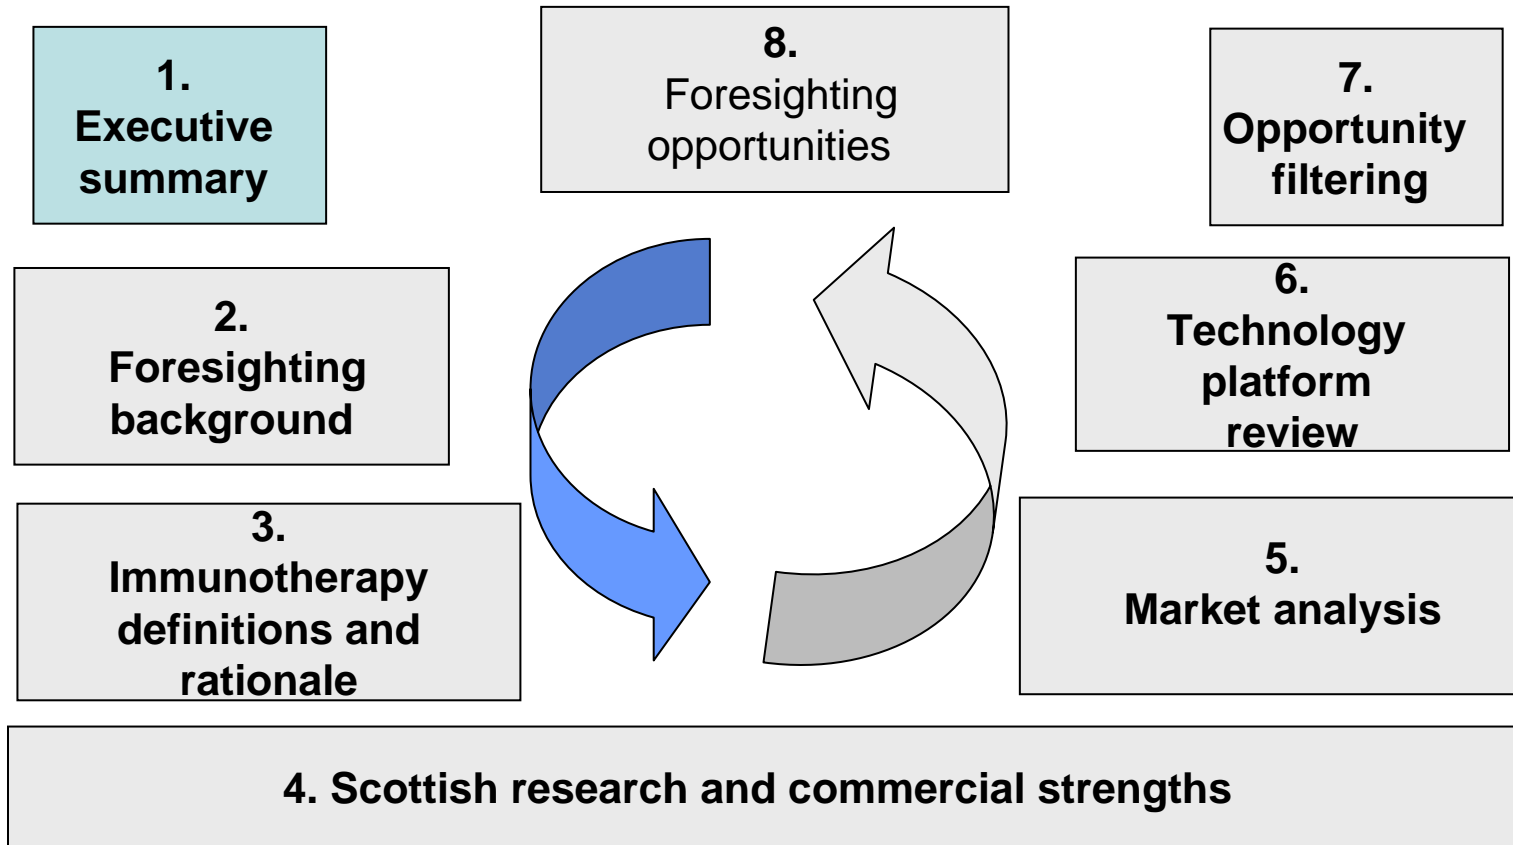 1.
Executive
summary
2.
Foresighting
background
3.
Immunotherapy
definitions and
rationale
4. Scottish research and commercial strengths
5.
Market analysis
6.
Technology
platform
review
7.
Opportunity
filtering
8.
Foresighting
opportunities